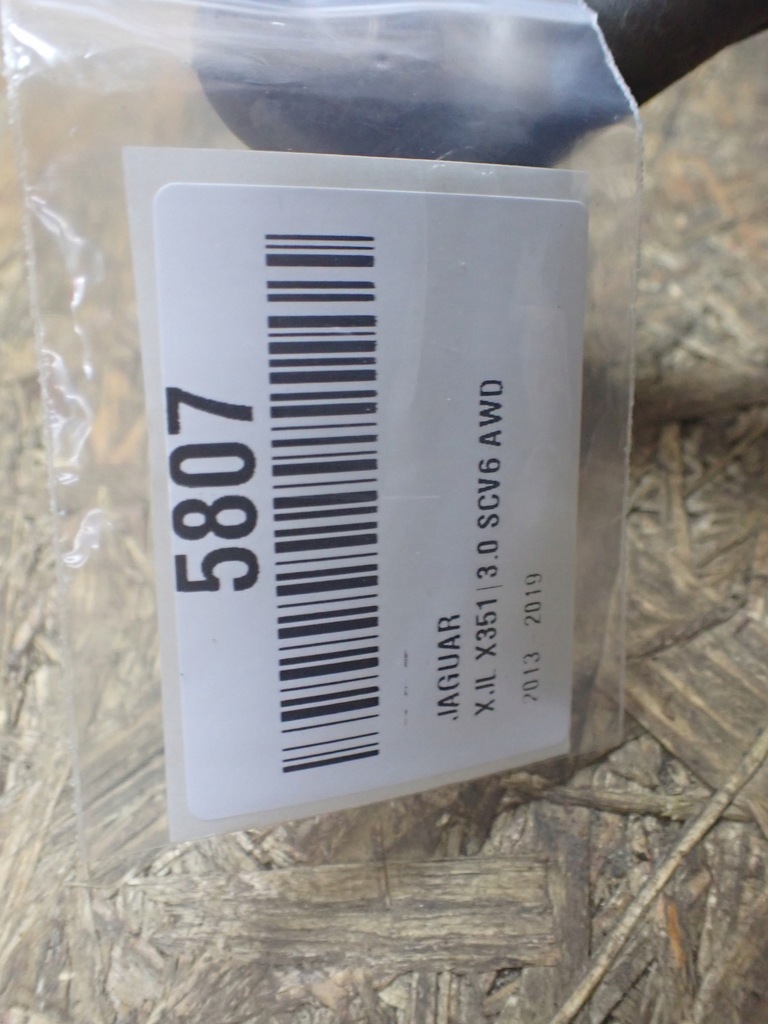 5807
JAGUAR
XJL X351 | 3.0 SCV6 AWD
2013 - 2019